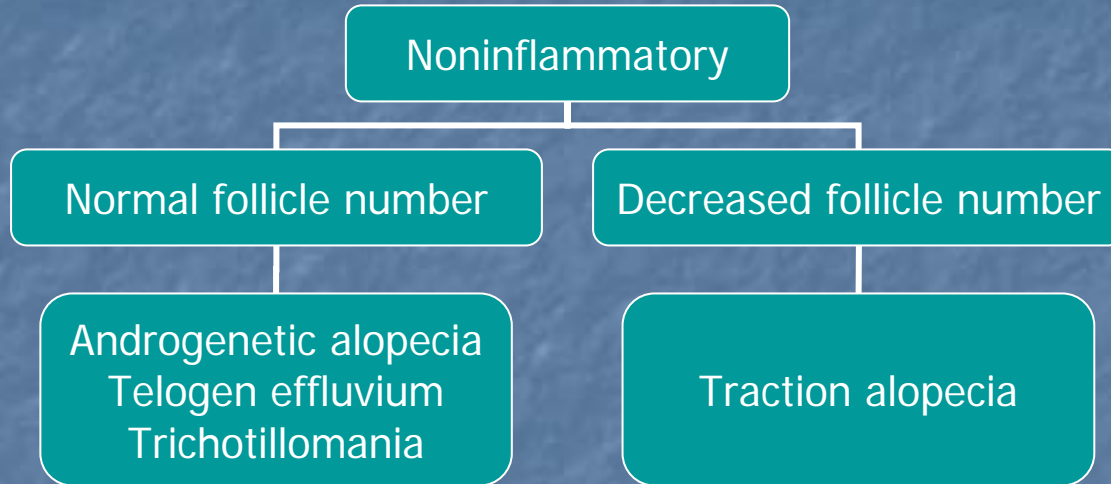 Noninflammatory
Normal follicle number
Decreased follicle number
Androgenetic alopecia
Telogen effluvium
Trichotillomania
Traction alopecia